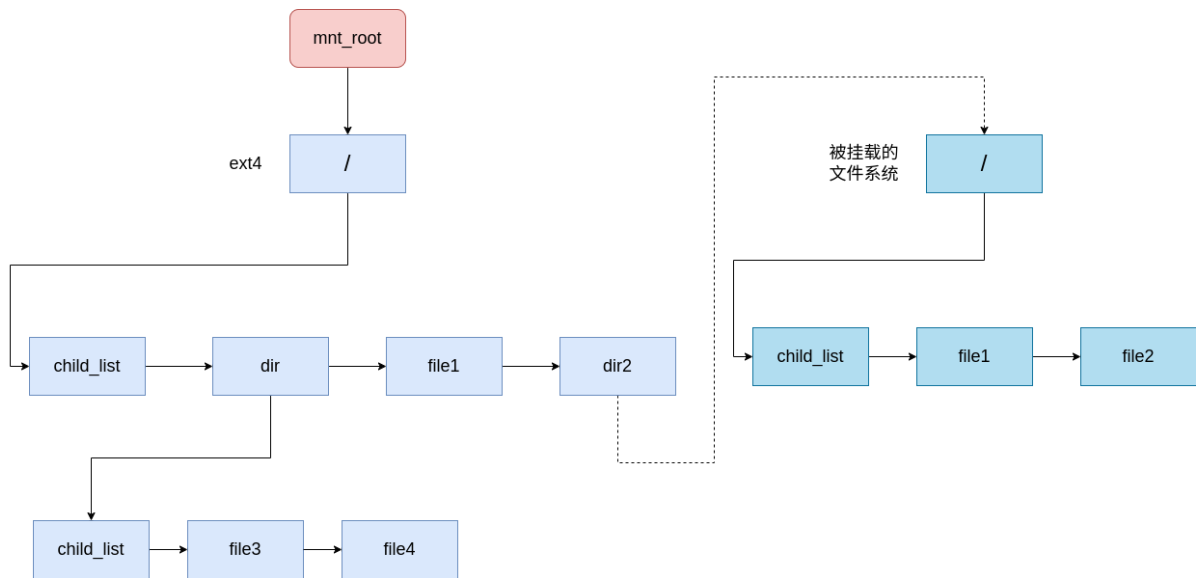 mnt_root
ext4
/
被挂载的
文件系统
/
child_list
dir
file1
dir2
child_list
file1
file2
child_list
file3
file4